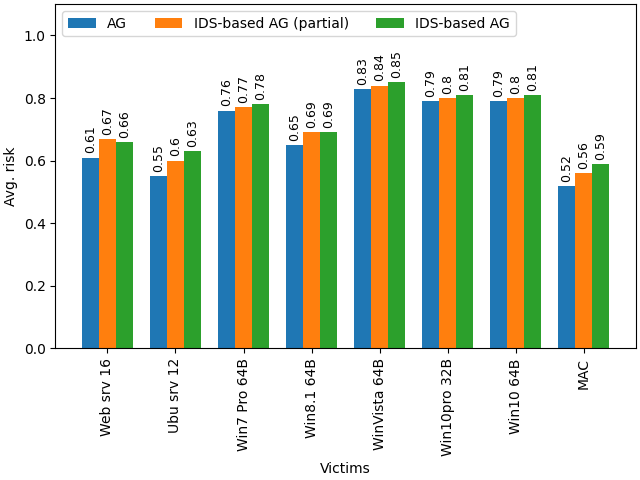 AG IDS-based AG (partial) IDS-based AG
1.0
0.8
0.6
0.4
0.2
0.0
Avg. risk
0.61 0.67 0.66
0.55 0.6 0.63
0.76 0.77 0.78
0.65 0.69 0.69
0.83 0.84 0.85
0.79 0.8 0.81
0.79 0.8 0.81
0.52 0.56 0.59
Web srv 16
Ubu srv 12
Win7 Pro 64B
Win8.1 64B
WinVista 64B
Win10pro 32B
Win10 64B
MAC
Victims